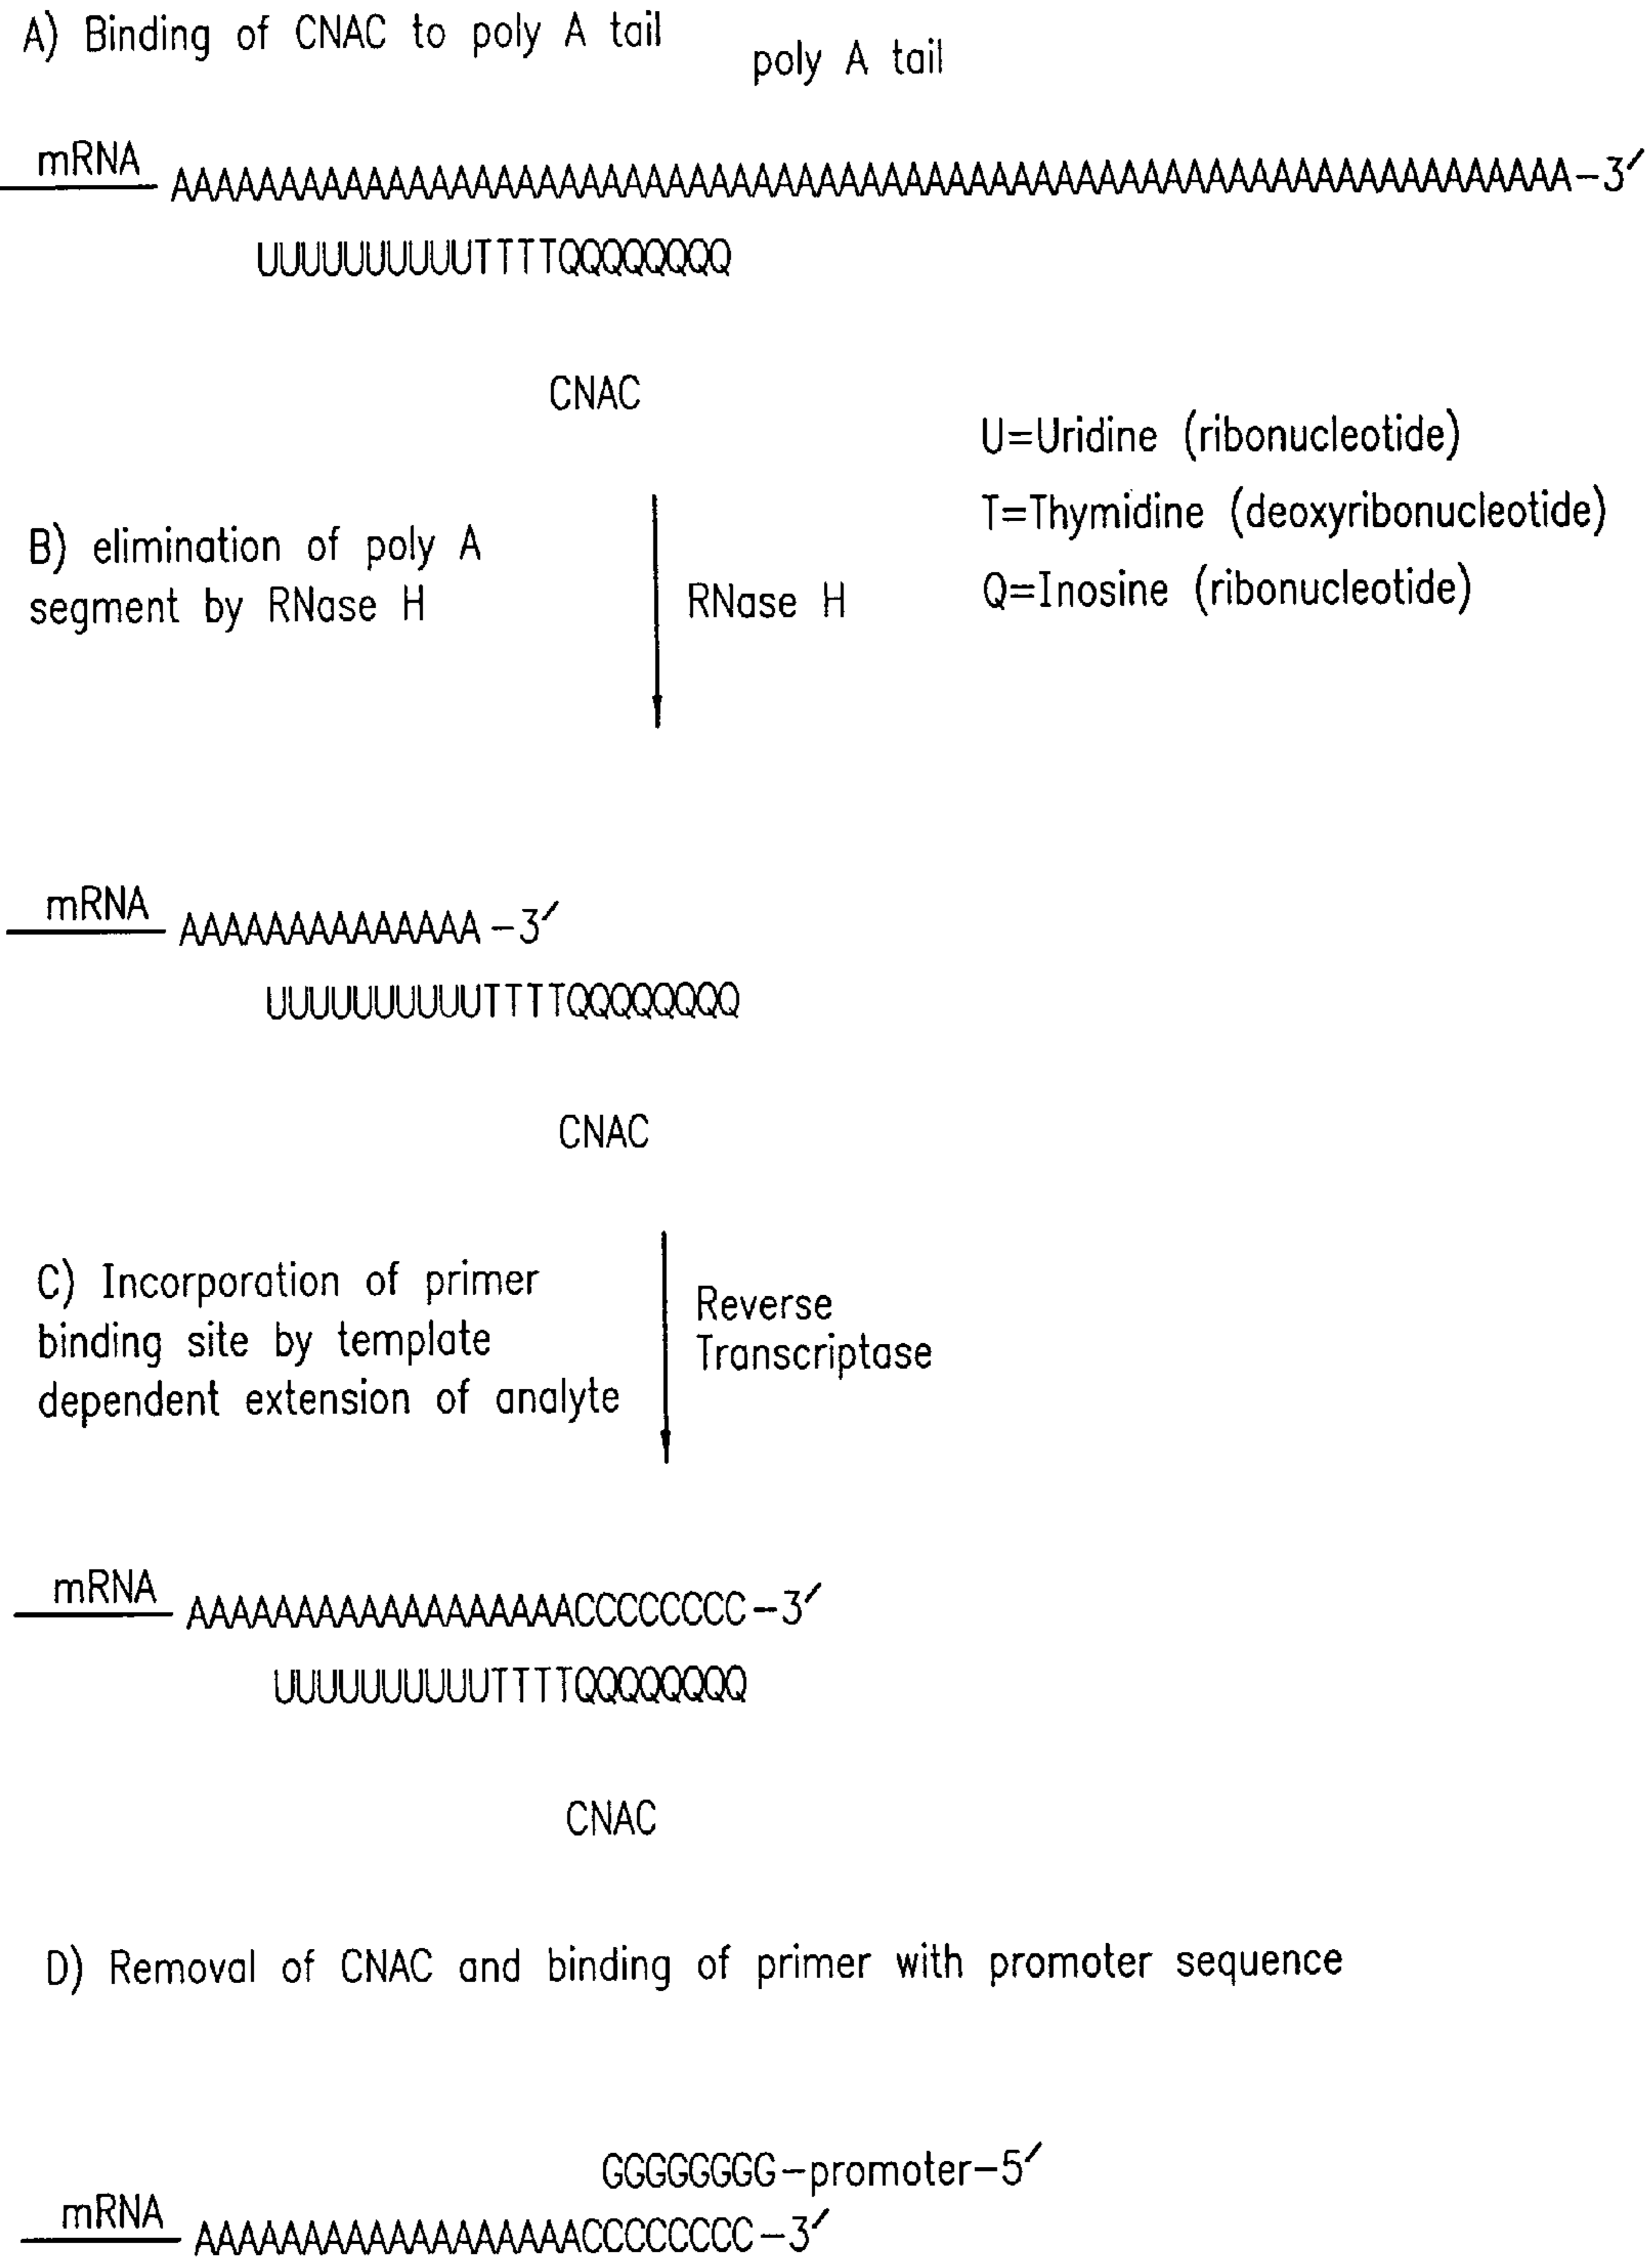 A) Binding of CNAC to poly A tail
poly A tail
mRNA
AAAAAAAAAAAAAAAAAAAAAAAAAAAAAAAAAAAAAAAAAAAAAAAAAAAAAAAAAAAAAAAAA-3′
UUUUUUUUUUTTTTQQQQQQQQ
CNAC
U=Uridine (ribonucleotide)
T=Thymidine (deoxyribonucleotide)
Q=Inosine (ribonucleotide)
B) elimination of poly A
segment by RNase H
RNase H
mRNA
AAAAAAAAAAAAAA-3′
UUUUUUUUUUTTTTQQQQQQQQ
CNAC
C) Incorporation of primer
binding site by template
dependent extension of analyte
Reverse
Transcriptase
mRNA
AAAAAAAAAAAAAAAAAACCCCCCCC-3′
UUUUUUUUUUTTTTQQQQQQQQ
CNAC
D) Removal of CNAC and binding of primer with promoter sequence
GGGGGGGG-promoter-5′
mRNA
AAAAAAAAAAAAAAAAAACCCCCCCC-3′